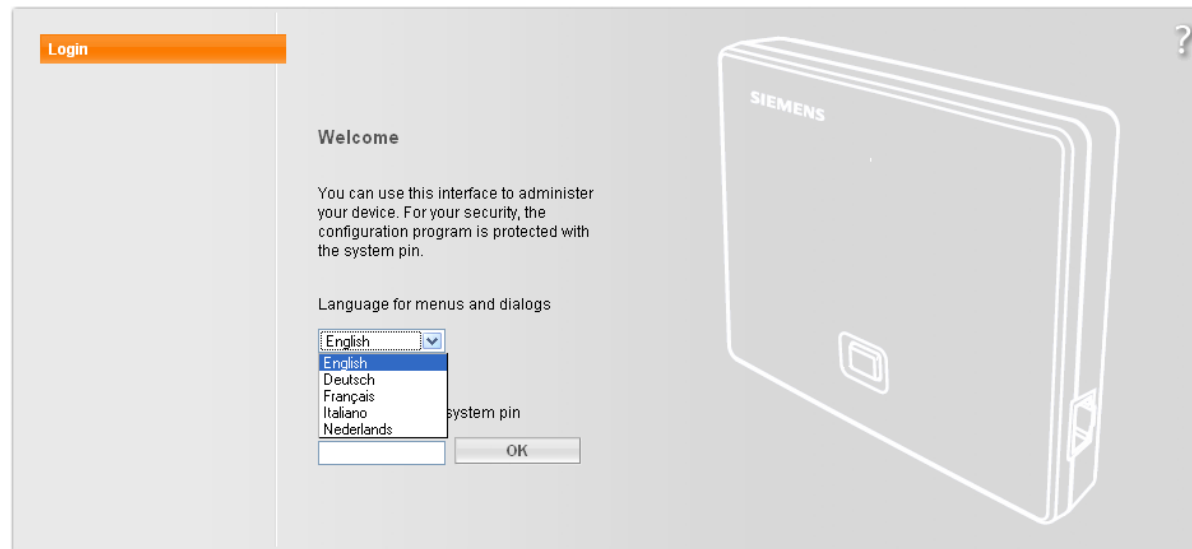 Login
?
SIEMENS
Welcome
You can use this interface to administer
your device. For your security, the
configuration program is protected with
the system pin.
Language for menus and dialogs
English
English
Deutsch
Français
Italiano
Nederlands
system pin
OK